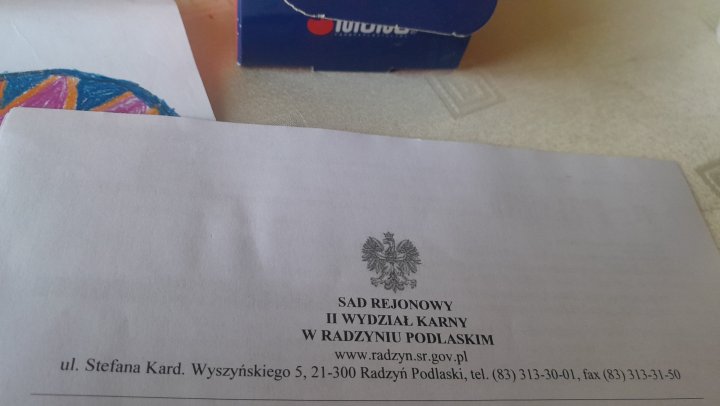 SĄD REJONOWY
II WYDZIAŁ KARNY
W RADZYNIU PODLASKIM
www.radzyn.sr.gov.pl
ul. Stefana Kard. Wyszyńskiego 5, 21-300 Radzyń Podlaski, tel. (83) 313-30-01, fax (83) 313-31-50